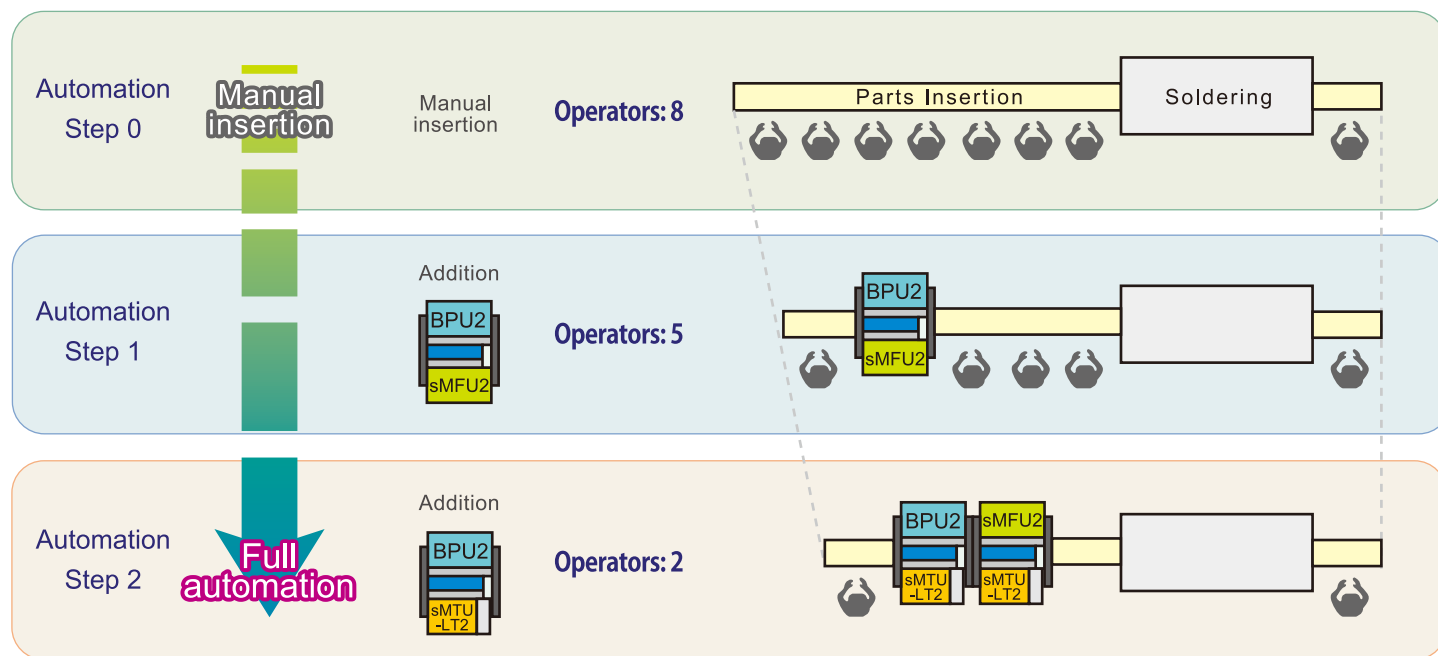 Automation
Step 0
Manual
insertion
Manual
insertion
Operators: 8
Parts Insertion
Soldering
Automation
Step 1
Addition
BPU2
sMFU2
Operators: 5
BPU2
sMFU2
Automation
Step 2
Full
automation
Addition
BPU2
sMTU
-LT2
Operators: 2
BPU2
sMTU
-LT2
sMFU2
sMTU
-LT2